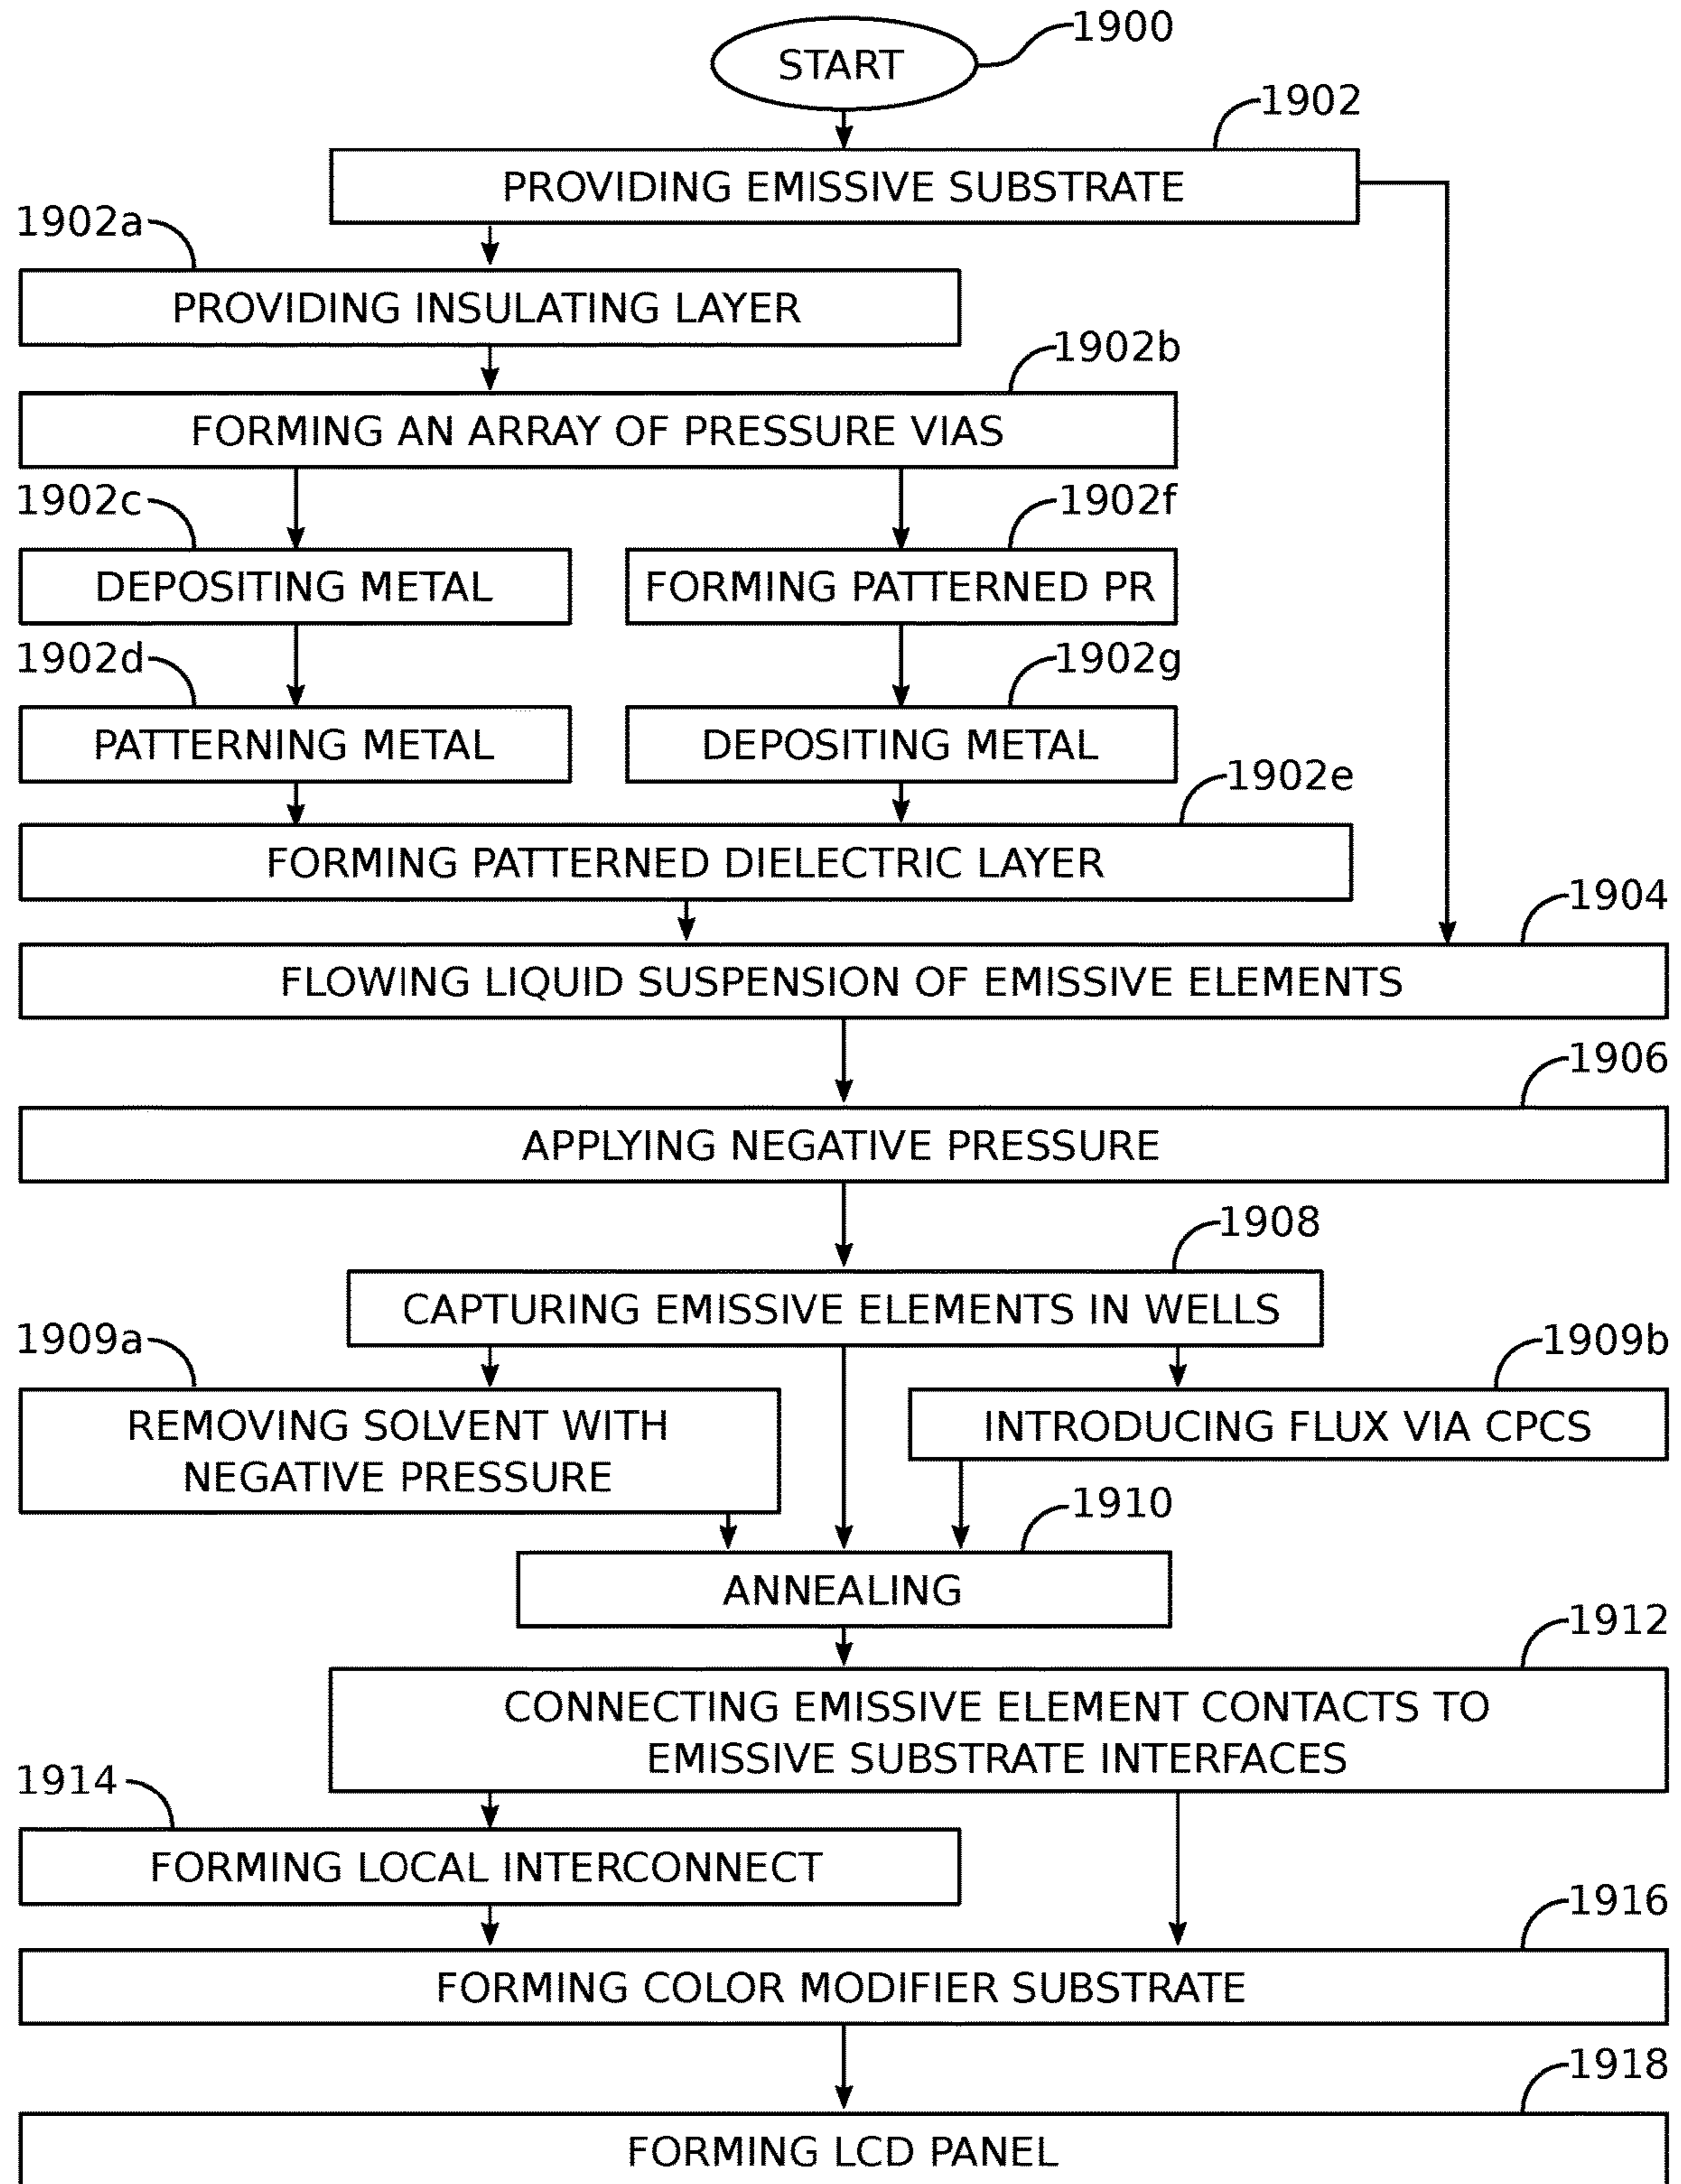 1900
START
1902
PROVIDING EMISSIVE SUBSTRATE
1902a
PROVIDING INSULATING LAYER
1902b
FORMING AN ARRAY OF PRESSURE VIAS
1902c
1902f
DEPOSITING METAL
FORMING PATTERNED PR
1902d
1902g
PATTERNING METAL
DEPOSITING METAL
1902e
FORMING PATTERNED DIELECTRIC LAYER
1904
FLOWING LIQUID SUSPENSION OF EMISSIVE ELEMENTS
1906
APPLYING NEGATIVE PRESSURE
1908
CAPTURING EMISSIVE ELEMENTS IN WELLS
1909a
1909b
REMOVING SOLVENT WITH
NEGATIVE PRESSURE
INTRODUCING FLUX VIA CPCS
1910
ANNEALING
1912
CONNECTING EMISSIVE ELEMENT CONTACTS TO
EMISSIVE SUBSTRATE INTERFACES
1914
FORMING LOCAL INTERCONNECT
1916
FORMING COLOR MODIFIER SUBSTRATE
1918
FORMING LCD PANEL